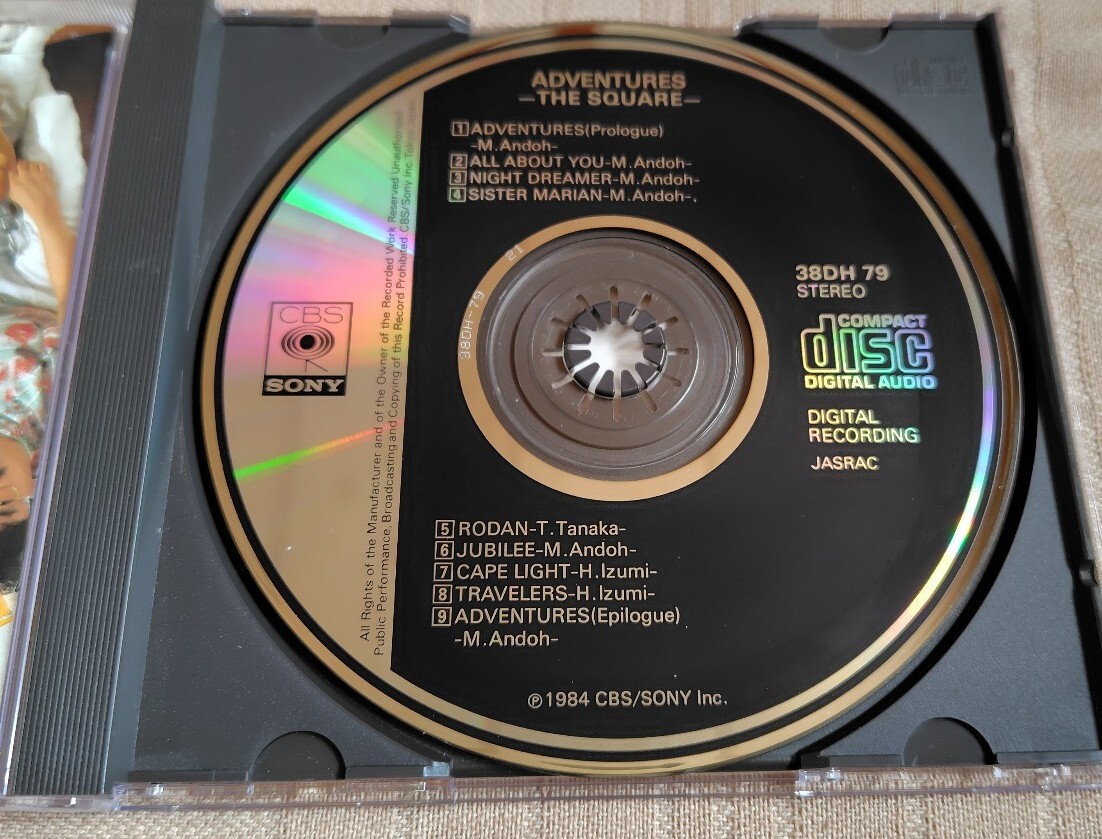 ADVENTURES
—THE SQUARE—
1 ADVENTURES(Prologue)
-M.Andoh-
2 ALL ABOUT YOU-M.Andoh-
3 NIGHT DREAMER-M.Andoh-
4 SISTER MARIAN-M.Andoh-
38DH 79
STEREO
COMPACT
disc
DIGITAL AUDIO
DIGITAL
RECORDING
JASRAC
CBS
SONY
All Rights of the Manufacturer and of the Owner of the Recorded Work Reserved Unauthorized
Public Performance, Broadcasting and Copying of this Record Prohibited. CBS/Sony Inc.
38DH-79
21
5 RODAN-T.Tanaka-
6 JUBILEE-M.Andoh-
7 CAPE LIGHT-H.Izumi-
8 TRAVELERS-H.Izumi-
9 ADVENTURES(Epilogue)
-M.Andoh-
℗1984 CBS/SONY Inc.